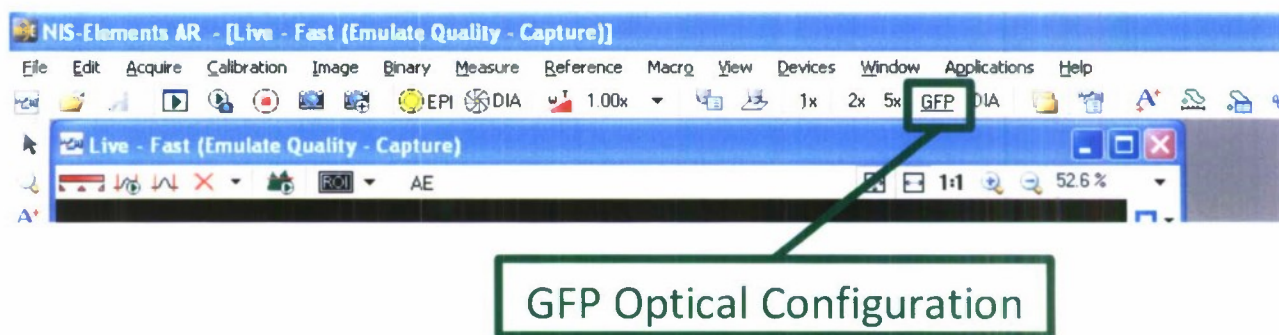 NIS-Elements AR - [Live - Fast (Emulate Quality - Capture)]
File Edit Acquire Calibration Image Binary Measure Reference Macro View Devices Window Applications Help
EPI DIA 1.00x 1x 2x 5x GFP DIA
Live - Fast (Emulate Quality - Capture)
ROI AE 1:1 52.6 %
GFP Optical Configuration